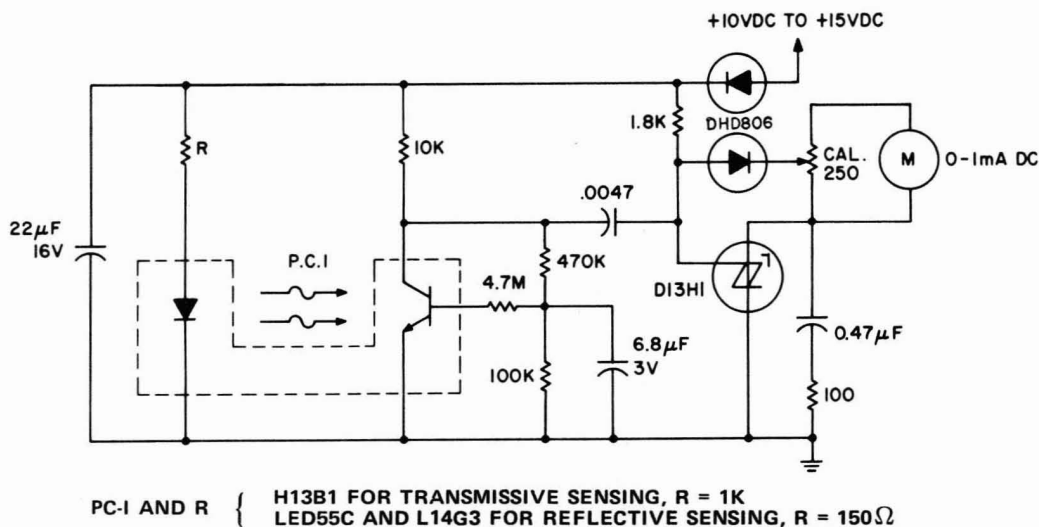 +10VDC TO +15VDC
1.8K
DHD806
R
10K
CAL.
250
M
0-1mA DC
.0047
22μF
16V
P.C.I
4.7M
470K
D13H1
6.8μF
3V
0.47μF
100K
100
PC-I AND R { H13B1 FOR TRANSMISSIVE SENSING, R = 1K
LED55C AND L14G3 FOR REFLECTIVE SENSING, R = 150Ω